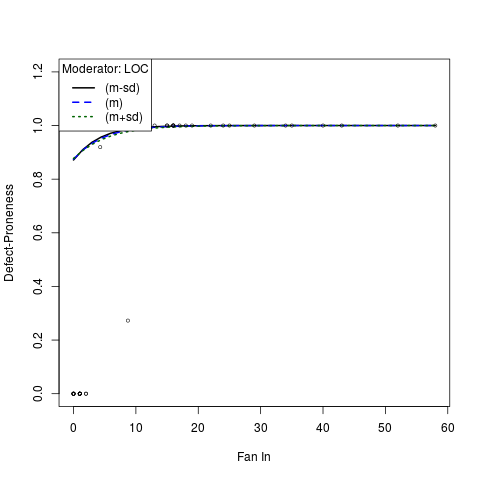 Moderator: LOC
(m-sd)
(m)
(m+sd)
1.2
1.0
0.8
0.6
0.4
0.2
0.0
Defect-Proneness
0 10 20 30 40 50 60
Fan In